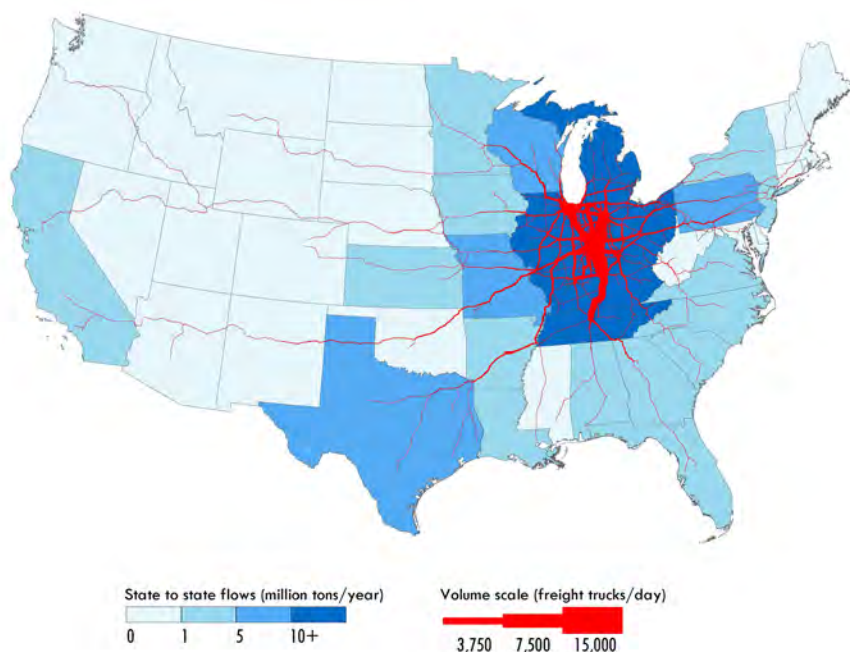 State to state flows (million tons/year)
0 1 5 10+
Volume scale (freight trucks/day)
3,750 7,500 15,000